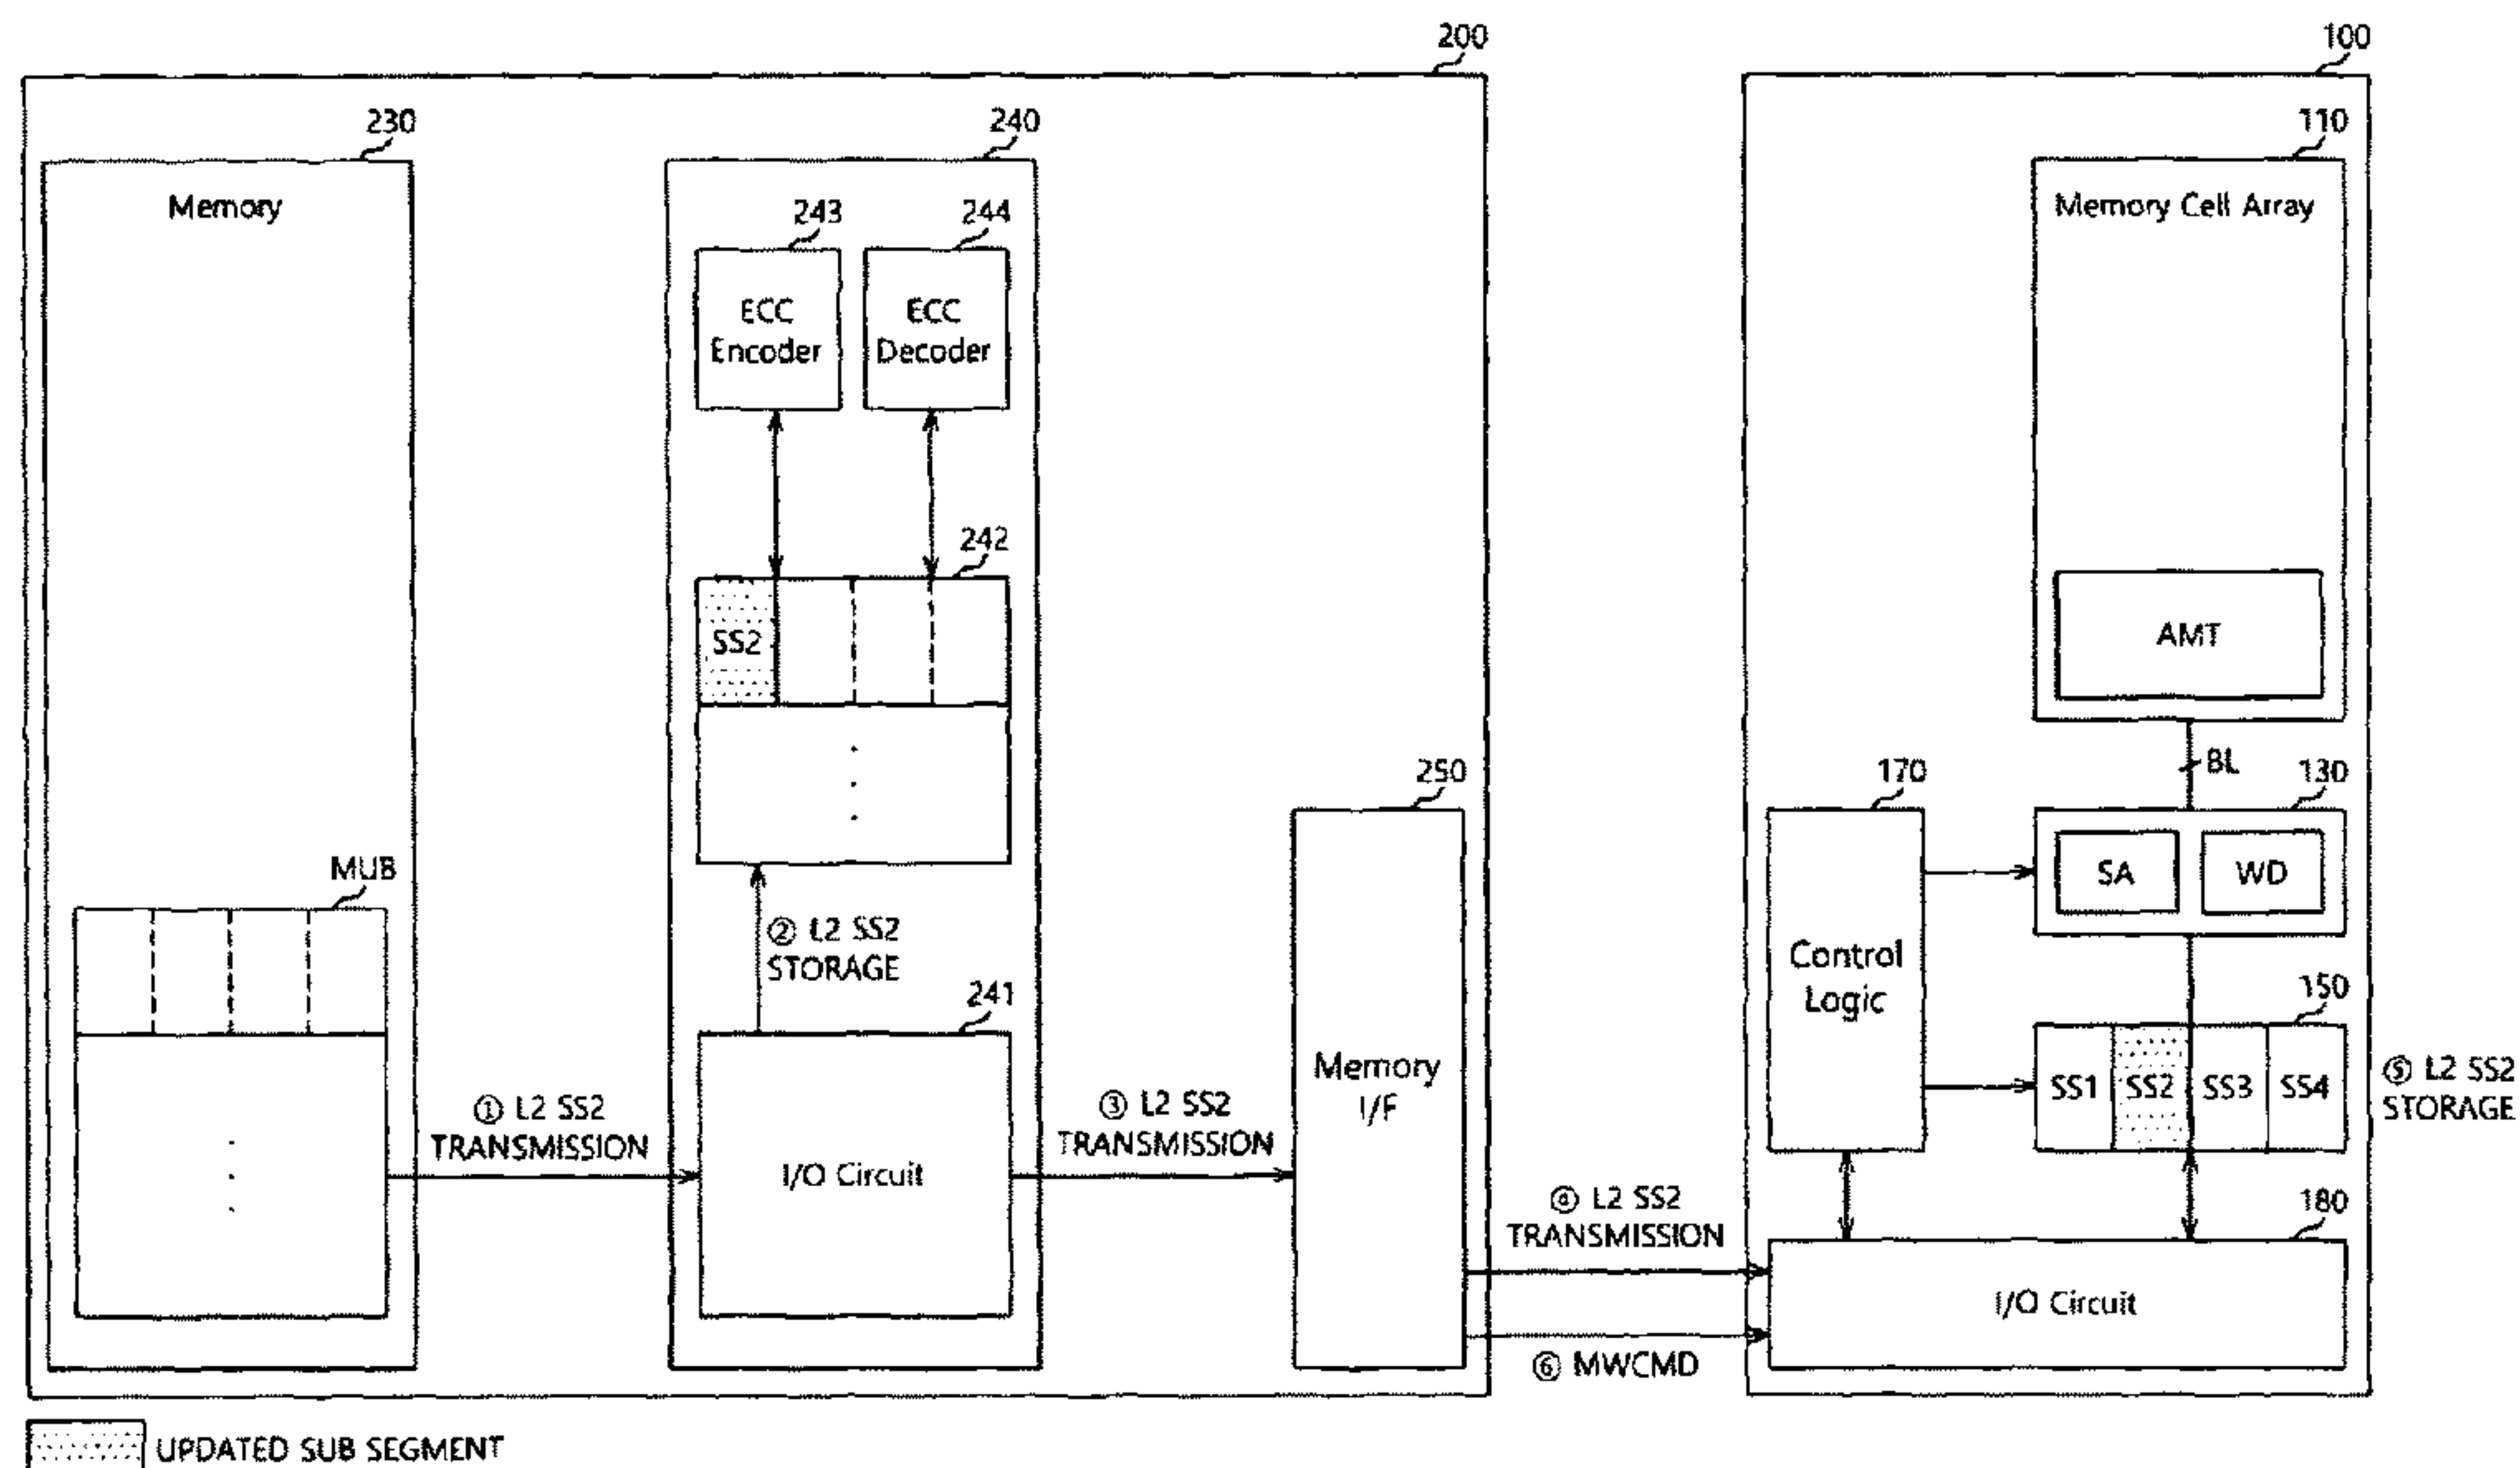 200
100
230
240
110
Memory
243
244
Memory Cell Array
ECC
Encoder
ECC
Decoder
242
SS2
AMT
BL
250
170
130
MUB
SA
WD
② L2 SS2
STORAGE
Control
Logic
241
150
Memory
I/F
SS1
SS2
SS3
SS4
⑤ L2 SS2
STORAGE
① L2 SS2
TRANSMISSION
③ L2 SS2
TRANSMISSION
I/O Circuit
④ L2 SS2
TRANSMISSION
180
I/O Circuit
⑥ MWCMD
UPDATED SUB SEGMENT